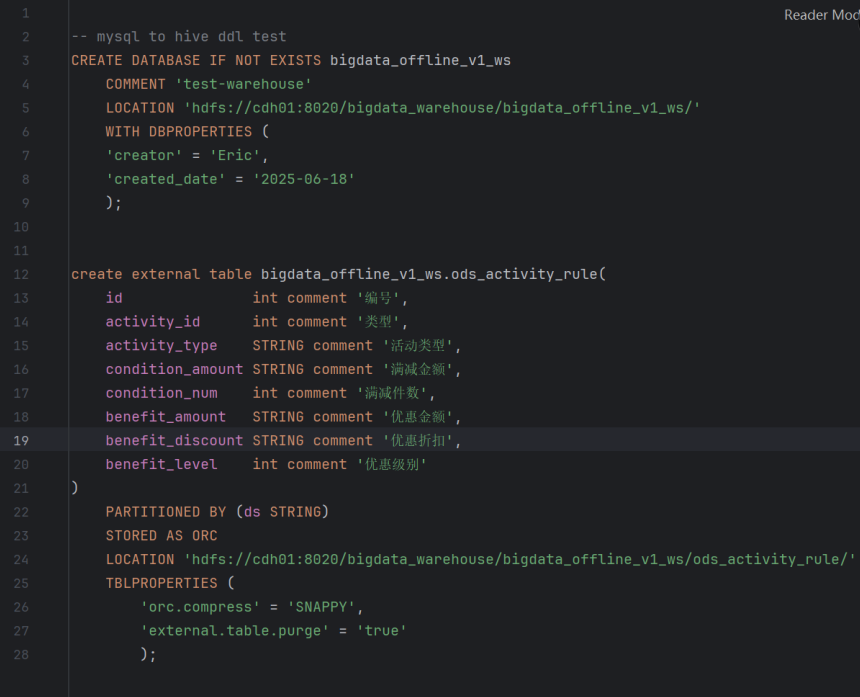 Reader Mod
1
2 -- mysql to hive ddl test
3 CREATE DATABASE IF NOT EXISTS bigdata_offline_v1_ws
4 COMMENT 'test-warehouse'
5 LOCATION 'hdfs://cdh01:8020/bigdata_warehouse/bigdata_offline_v1_ws/'
6 WITH DBPROPERTIES (
7 'creator' = 'Eric',
8 'created_date' = '2025-06-18'
9 );
10
11
12 create external table bigdata_offline_v1_ws.ods_activity_rule(
13 id int comment '编号',
14 activity_id int comment '类型',
15 activity_type STRING comment '活动类型',
16 condition_amount STRING comment '满减金额',
17 condition_num int comment '满减件数',
18 benefit_amount STRING comment '优惠金额',
19 benefit_discount STRING comment '优惠折扣',
20 benefit_level int comment '优惠级别'
21 )
22 PARTITIONED BY (ds STRING)
23 STORED AS ORC
24 LOCATION 'hdfs://cdh01:8020/bigdata_warehouse/bigdata_offline_v1_ws/ods_activity_rule/'
25 TBLPROPERTIES (
26 'orc.compress' = 'SNAPPY',
27 'external.table.purge' = 'true'
28 );